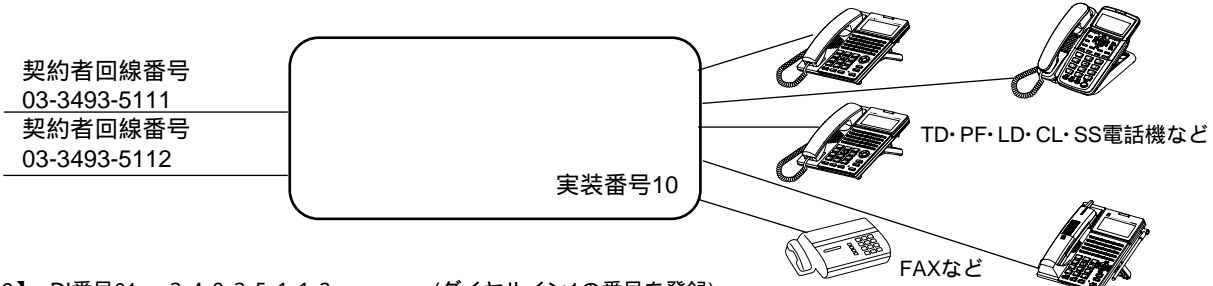 契約者回線番号
03-3493-5111
契約者回線番号
03-3493-5112
実装番号10
TD・PF・LD・CL・SS電話機など
FAXなど